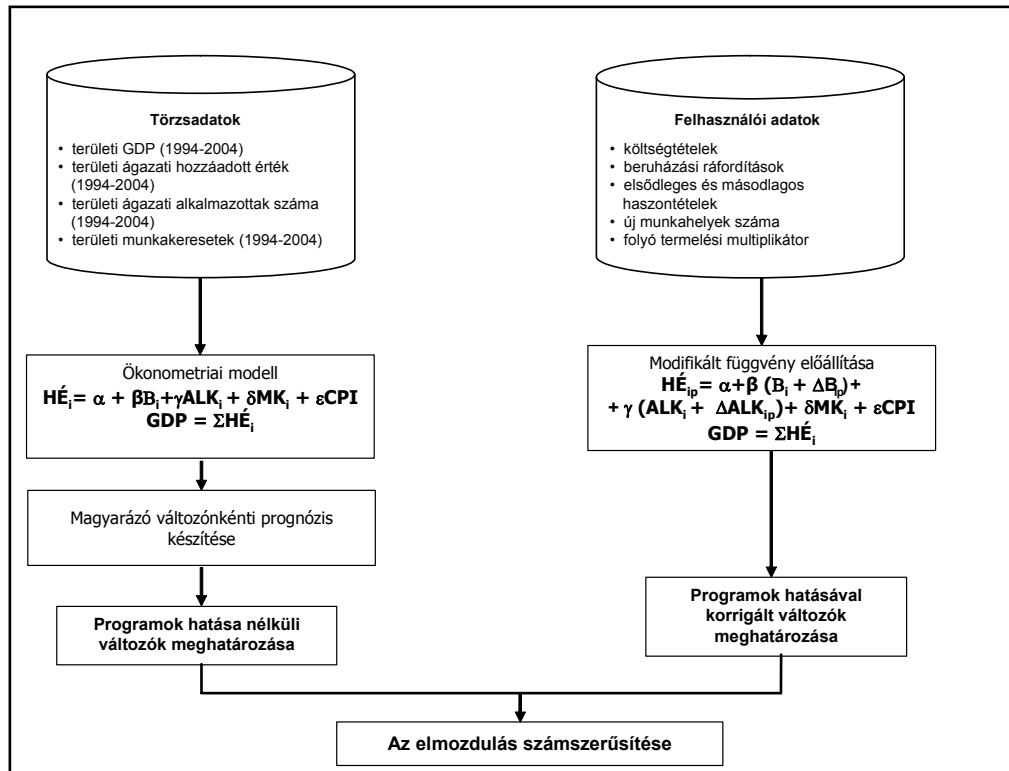 Törzsadatok
• területi GDP (1994-2004)
• területi ágazati hozzáadott érték
(1994-2004)
• területi ágazati alkalmazottak száma
(1994-2004)
• területi munkakeresetek (1994-2004)
Ökonometriai modell
HÉi= α + βBi+γALKi + δMKi + εCPI
GDP = ΣHÉi
Magyarázó változónkénti prognózis
készítése
Programok hatása nélküli
változók meghatározása
Felhasználói adatok
• költségtételek
• beruházási ráfordítások
• elsődleges és másodlagos
haszontételek
• új munkahelyek száma
• folyó termelési multiplikátor
Modifikált függvény előállítása
HÉip= α+β (Bi + ΔBip)+
+ γ (ALKi + ΔALKip)+ δMKi + εCPI
GDP = ΣHÉi
Programok hatásával
korrigált változók
meghatározása
Az elmozdulás számszerűsítése